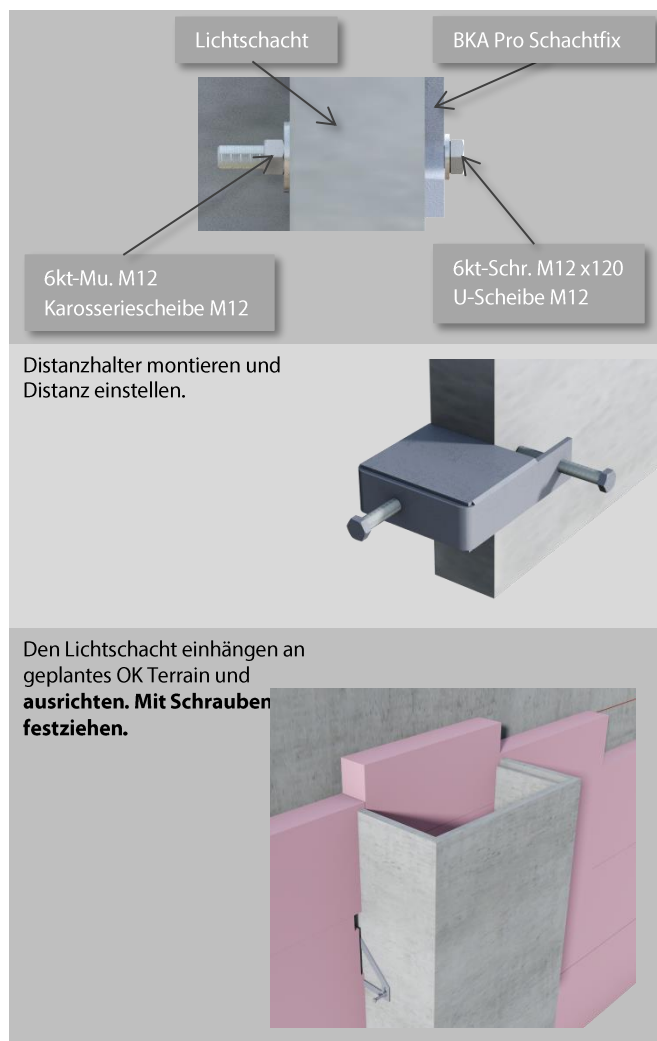 Lichtschacht
BKA Pro Schachtfix
6kt-Mu. M12
Karosseriescheibe M12
6kt-Schr. M12 x120
U-Scheibe M12
Distanzhalter montieren und
Distanz einstellen.
Den Lichtschacht einhängen an
geplantes OK Terrain und
ausrichten. Mit Schrauben
festziehen.